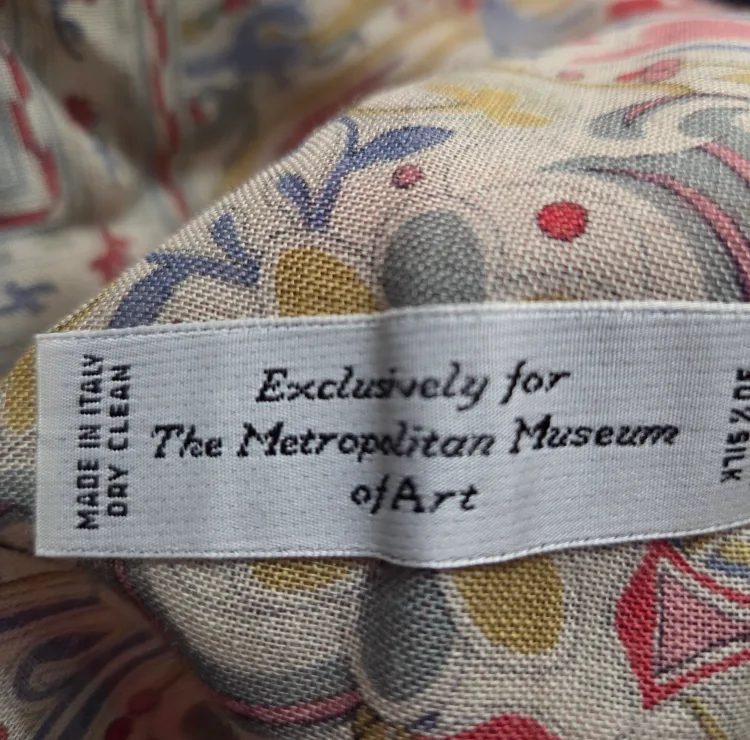 MADE IN ITALY
DRY CLEAN
Exclusively for
The Metropolitan Museum
of Art
% SILK